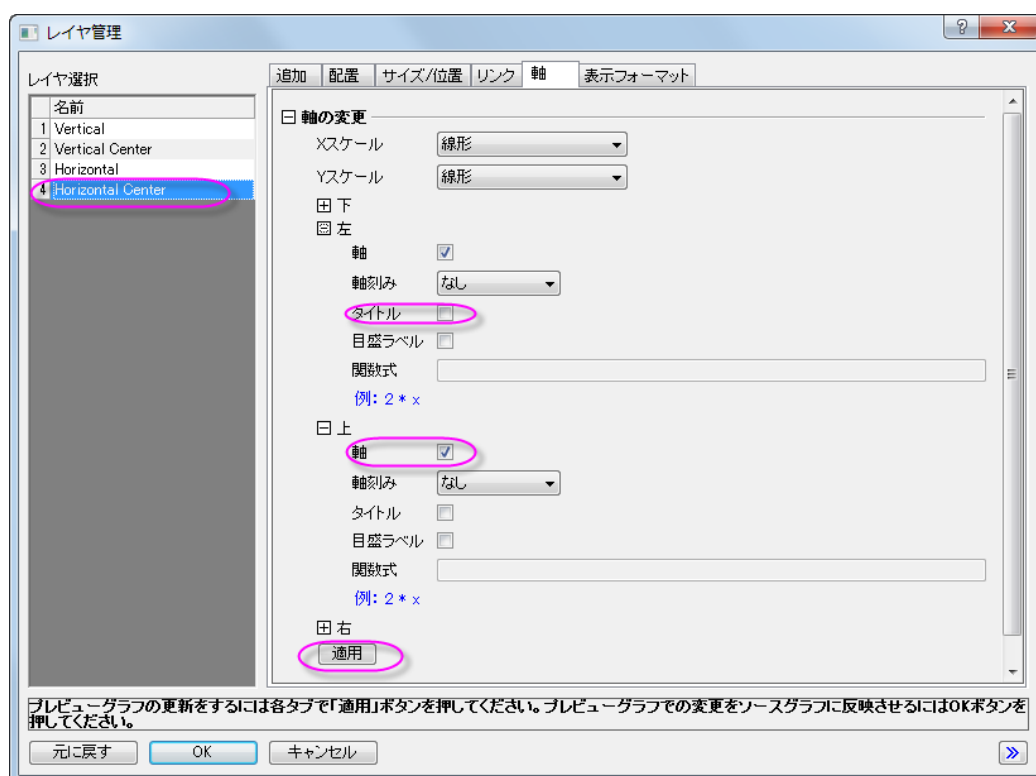 レイヤ管理
レイヤ選択
名前
1 Vertical
2 Vertical Center
3 Horizontal
4 Horizontal Center
追加 配置 サイズ/位置 リンク 軸 表示フォーマット
軸の変更
Xスケール 線形
Yスケール 線形
下
左
軸
軸刻み なし
タイトル
目盛ラベル
関数式
例: 2 * x
上
軸
軸刻み なし
タイトル
目盛ラベル
関数式
例: 2 * x
右
適用
プレビューグラフの更新をするには各タブで「適用」ボタンを押してください。プレビューグラフでの変更をソースグラフに反映させるにはOKボタンを
押してください。
元に戻す OK キャンセル